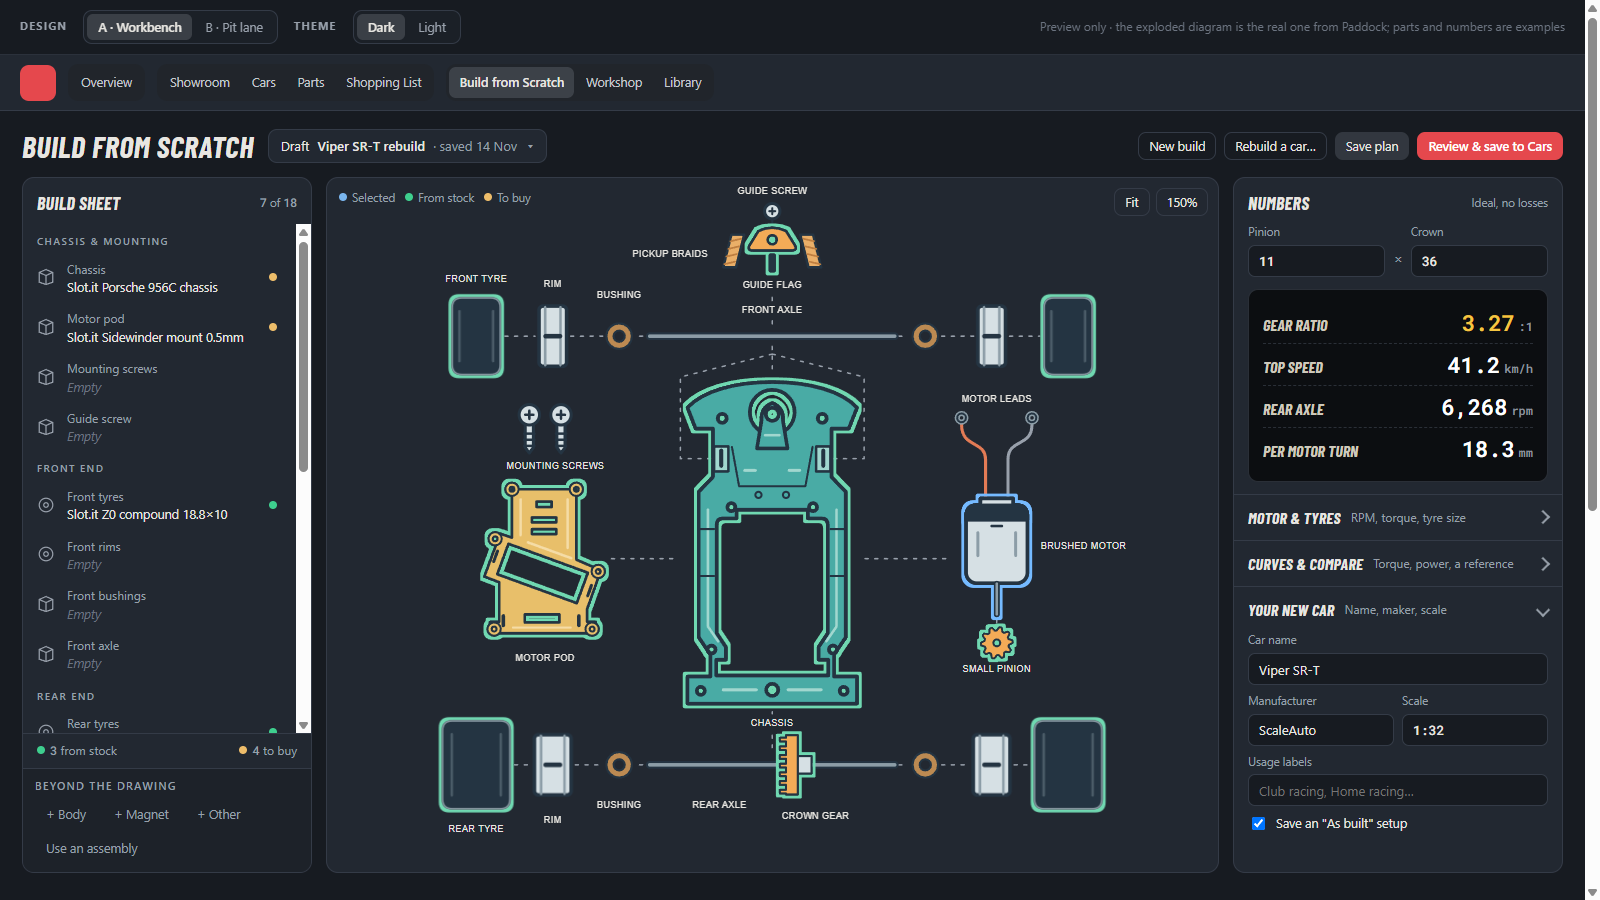 DESIGN A · Workbench B · Pit lane THEME Dark Light Preview only · the exploded diagram is the real one from Paddock; parts and numbers are examples
Overview Showroom Cars Parts Shopping List Build from Scratch Workshop Library
BUILD FROM SCRATCH Draft Viper SR-T rebuild · saved 14 Nov New build Rebuild a car... Save plan Review & save to Cars
BUILD SHEET 7 of 18
CHASSIS & MOUNTING
Chassis
Slot.it Porsche 956C chassis
Motor pod
Slot.it Sidewinder mount 0.5mm
Mounting screws
Empty
Guide screw
Empty
FRONT END
Front tyres
Slot.it Z0 compound 18.8×10
Front rims
Empty
Front bushings
Empty
Front axle
Empty
REAR END
Rear tyres
3 from stock 4 to buy
BEYOND THE DRAWING
+ Body + Magnet + Other
Use an assembly
Selected From stock To buy
Fit 150%
GUIDE SCREW
PICKUP BRAIDS
GUIDE FLAG
FRONT TYRE
RIM
BUSHING
FRONT AXLE
MOTOR LEADS
MOUNTING SCREWS
BRUSHED MOTOR
MOTOR POD
SMALL PINION
CHASSIS
BUSHING
REAR AXLE
CROWN GEAR
RIM
REAR TYRE
NUMBERS Ideal, no losses
Pinion Crown
11 × 36
GEAR RATIO 3.27 :1
TOP SPEED 41.2 km/h
REAR AXLE 6,268 rpm
PER MOTOR TURN 18.3 mm
MOTOR & TYRES RPM, torque, tyre size
CURVES & COMPARE Torque, power, a reference
YOUR NEW CAR Name, maker, scale
Car name
Viper SR-T
Manufacturer Scale
ScaleAuto 1:32
Usage labels
Club racing, Home racing...
Save an "As built" setup